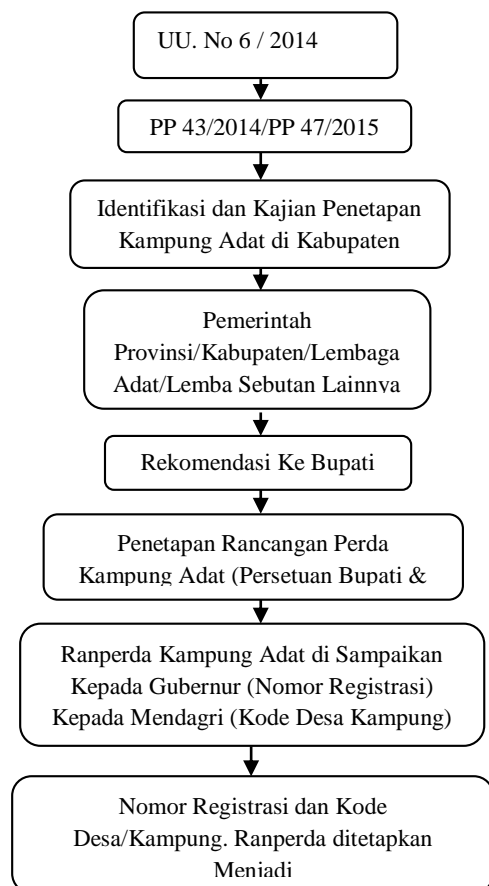 UU. No 6 / 2014
PP 43/2014/PP 47/2015
Identifikasi dan Kajian Penetapan
Kampung Adat di Kabupaten
Pemerintah
Provinsi/Kabupaten/Lembaga
Adat/Lemba Sebutan Lainnya
Rekomendasi Ke Bupati
Penetapan Rancangan Perda
Kampung Adat (Persetuan Bupati &
Ranperda Kampung Adat di Sampaikan
Kepada Gubernur (Nomor Registrasi)
Kepada Mendagri (Kode Desa Kampung)
Nomor Registrasi dan Kode
Desa/Kampung. Ranperda ditetapkan
Menjadi